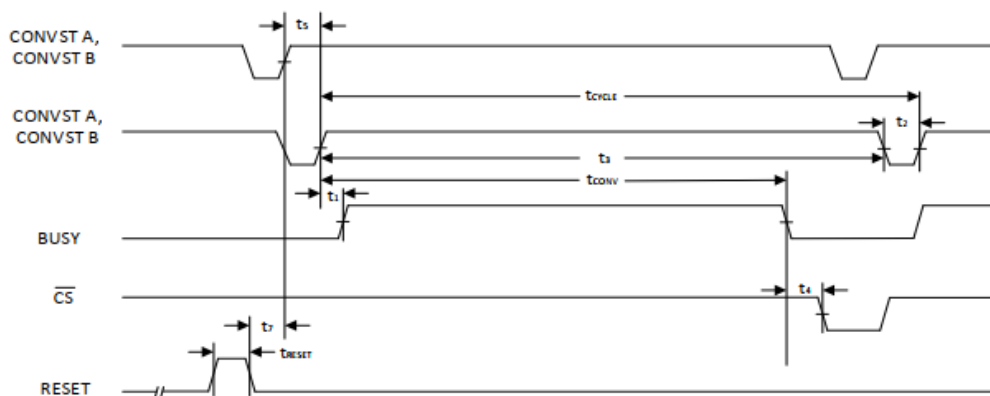 t5
CONVST A,
CONVST B
tCYCLE
CONVST A,
CONVST B
t2
t3
tCONV
t1
BUSY
CS
t4
t7
tRESET
RESET